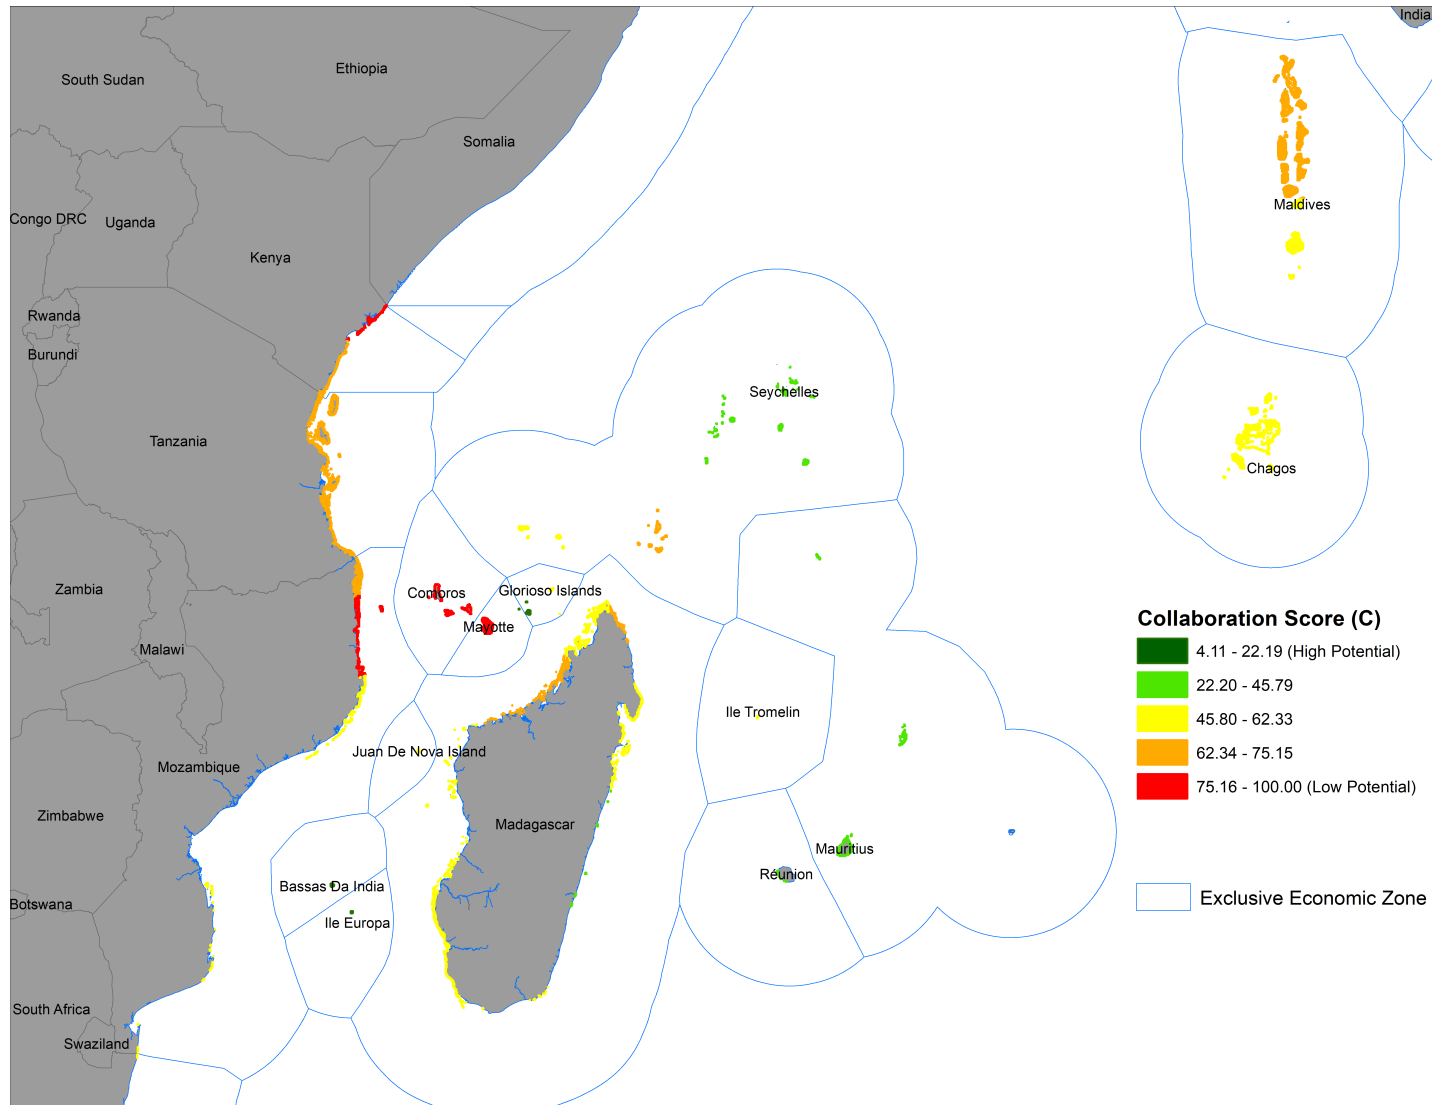 India
South Sudan
Ethiopia
Somalia
Congo DRC
Uganda
Maldives
Kenya
Rwanda
Burundi
Seychelles
Tanzania
Chagos
Zambia
Comoros
Glorioso Islands
Mayotte
Malawi
Ile Tromelin
Juan De Nova Island
Mozambique
Zimbabwe
Madagascar
Mauritius
Réunion
Bassas Da India
Botswana
Ile Europa
South Africa
Swaziland
Collaboration Score (C)
4.11 - 22.19 (High Potential)
22.20 - 45.79
45.80 - 62.33
62.34 - 75.15
75.16 - 100.00 (Low Potential)
Exclusive Economic Zone